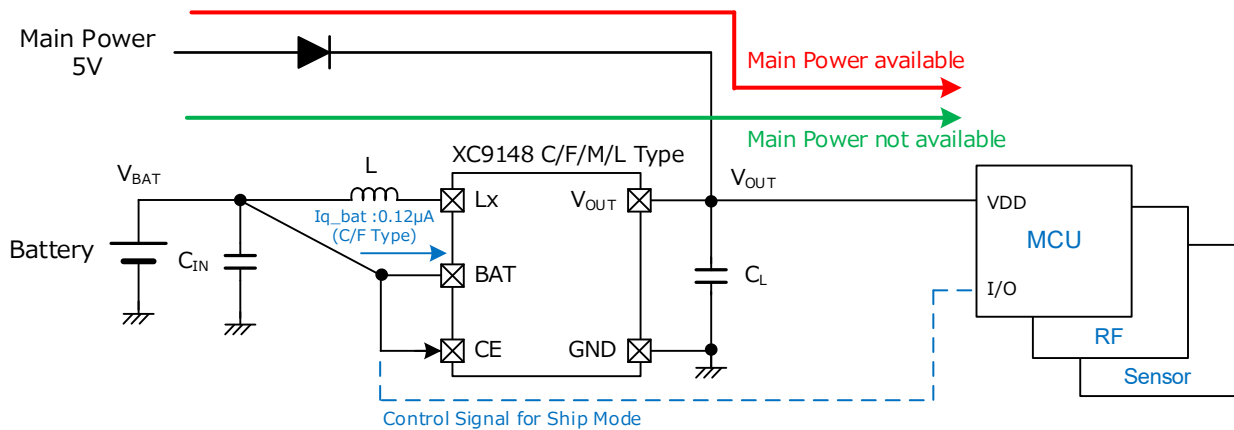 Main Power
5V
Main Power available
Main Power not available
L
XC9148 C/F/M/L Type
VBAT
Lx
VOUT
VOUT
VDD
Iq_bat :0.12µA
(C/F Type)
MCU
Battery
CIN
BAT
CL
I/O
RF
CE
GND
Sensor
Control Signal for Ship Mode